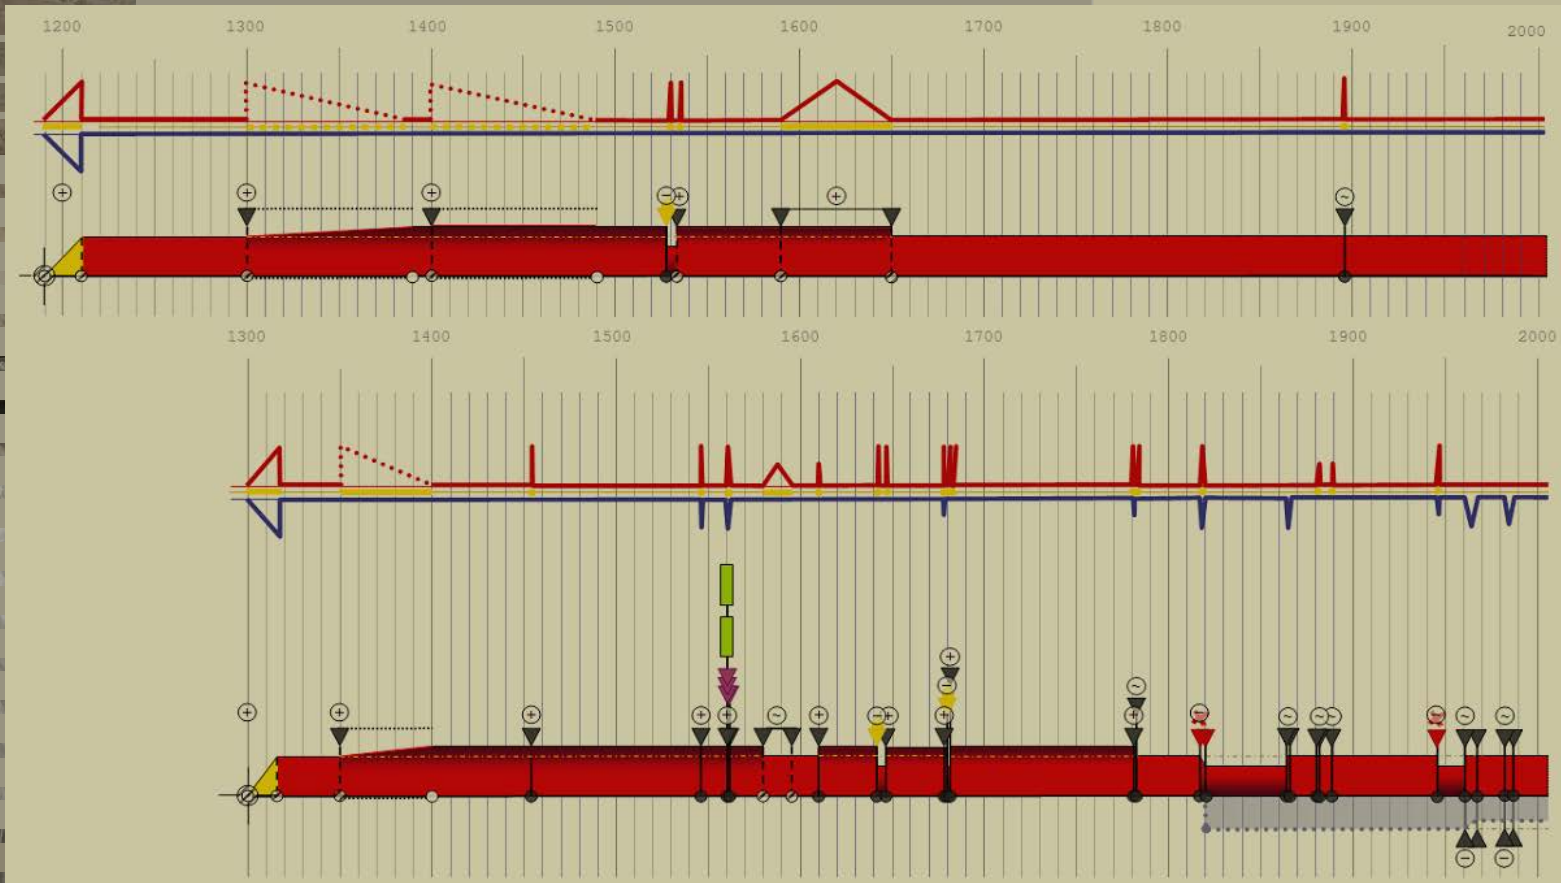 1200 1300 1400 1500 1600 1700 1800 1900 2000
+ + + − + + ~
1300 1400 1500 1600 1700 1800 1900 2000
+
− ~
+ + + + + ~ + − + + + ~ ~ ~ ~ ~
− −